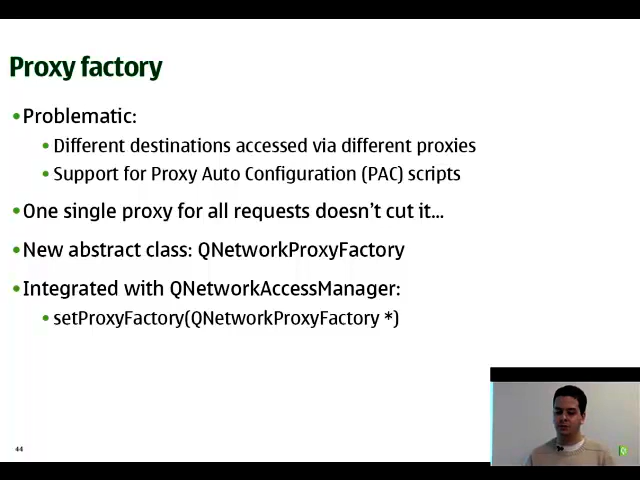 Proxy factory
•Problematic:
•Different destinations accessed via different proxies
•Support for Proxy Auto Configuration (PAC) scripts
•One single proxy for all requests doesn't cut it...
•New abstract class: QNetworkProxyFactory
•Integrated with QNetworkAccessManager:
•setProxyFactory(QNetworkProxyFactory *)
44